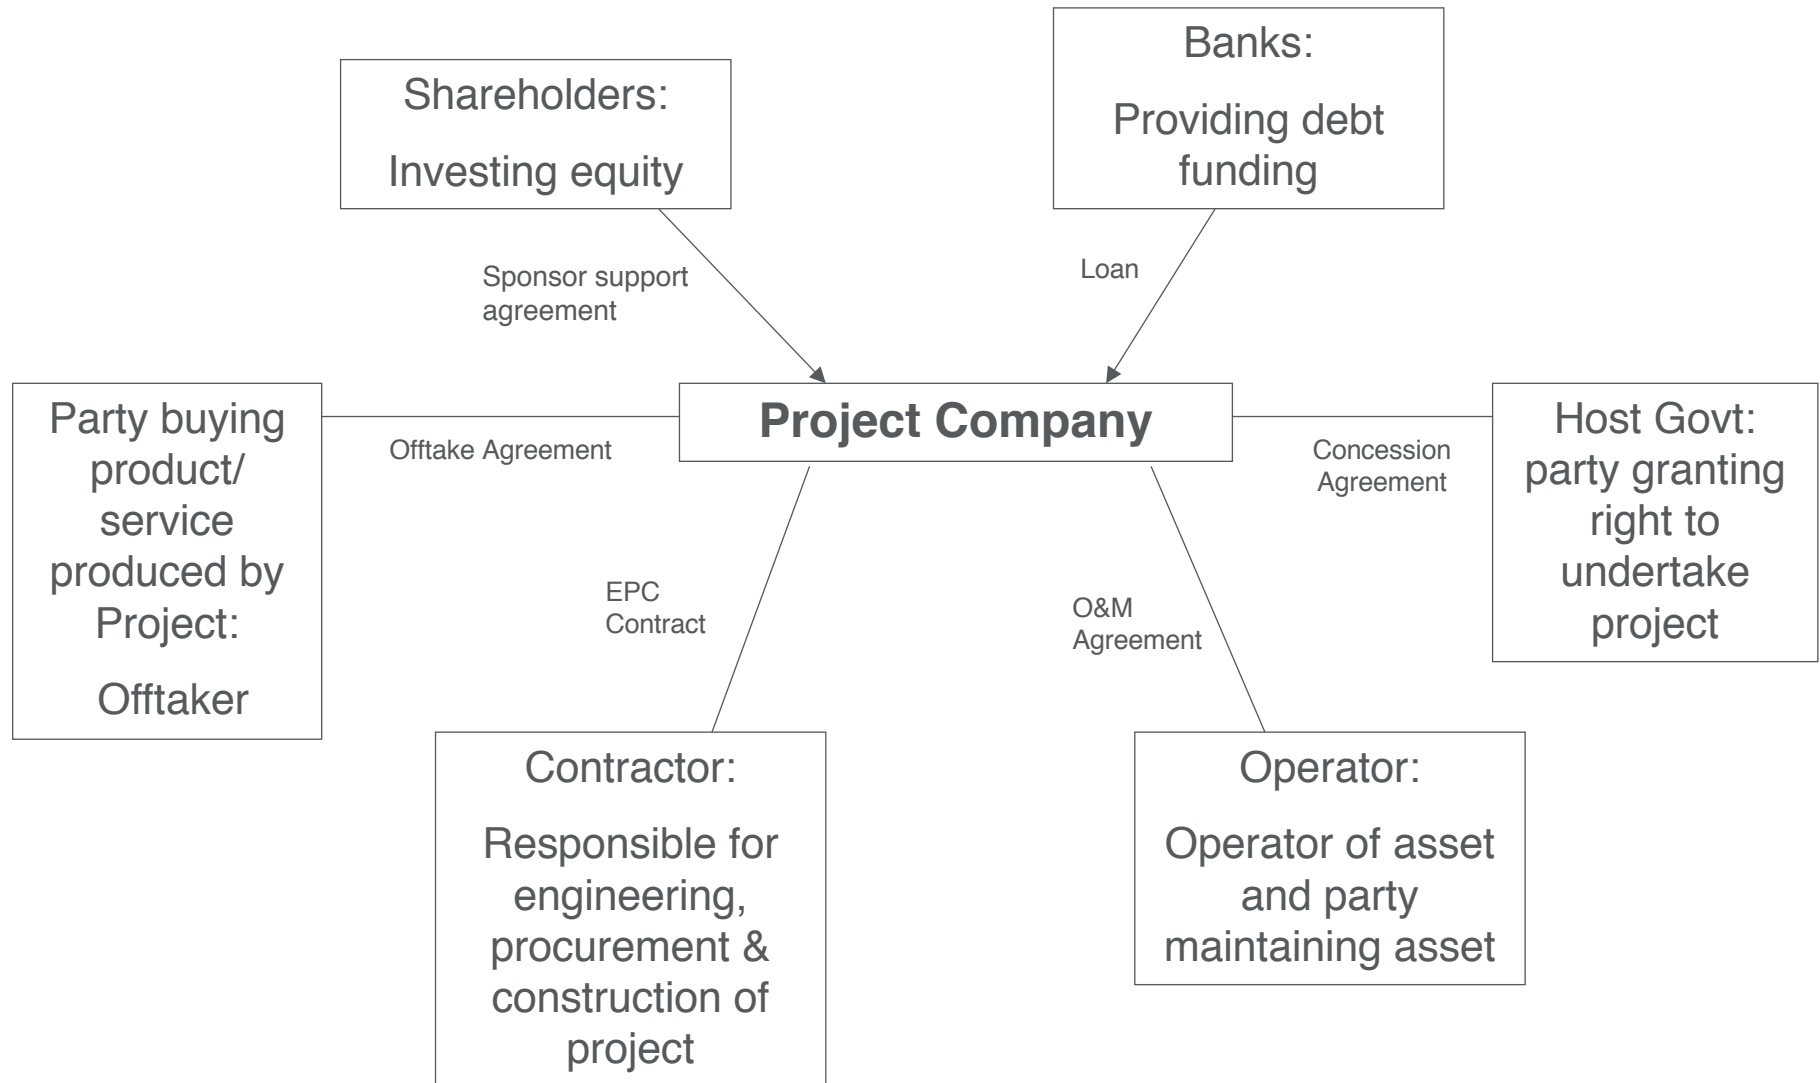 Shareholders:
Investing equity
Banks:
Providing debt
funding
Sponsor support
agreement
Loan
Party buying
product/
service
produced by
Project:
Offtaker
Offtake Agreement
Project Company
Concession
Agreement
Host Govt:
party granting
right to
undertake
project
EPC
Contract
O&M
Agreement
Contractor:
Responsible for
engineering,
procurement &
construction of
project
Operator:
Operator of asset
and party
maintaining asset